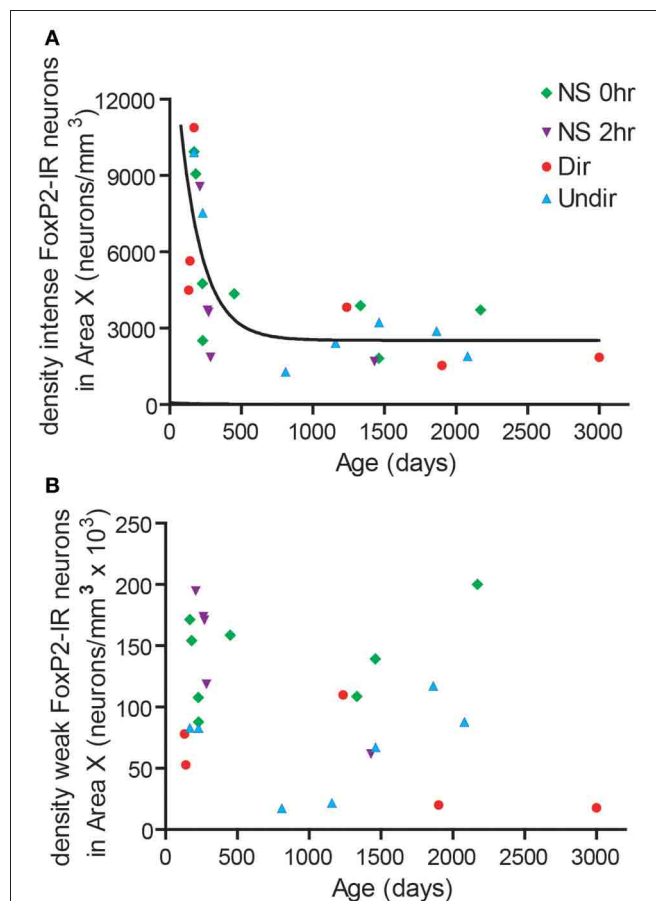 A
NS 0hr
NS 2hr
Dir
Undir
density intense FoxP2-IR neurons
in Area X (neurons/mm³)
12000
9000
6000
3000
0
0 500 1000 1500 2000 2500 3000
Age (days)
B
density weak FoxP2-IR neurons
in Area X (neurons/mm³ x 10³)
250
200
150
100
50
0
0 500 1000 1500 2000 2500 3000
Age (days)